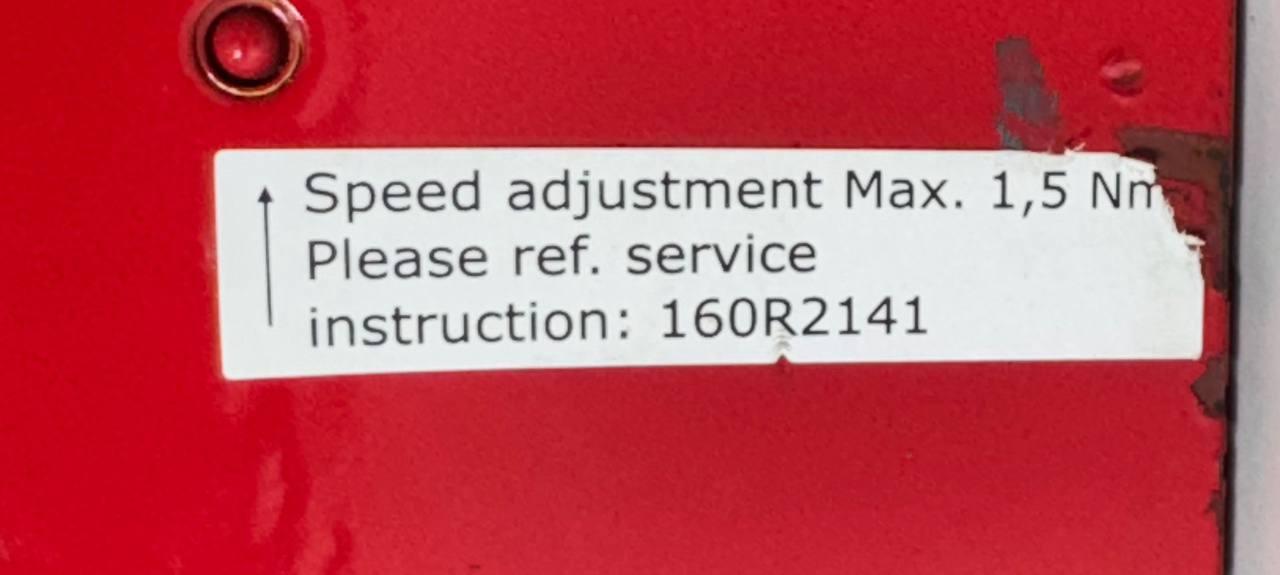 Speed adjustment Max. 1,5 Nm
Please ref. service
instruction: 160R2141